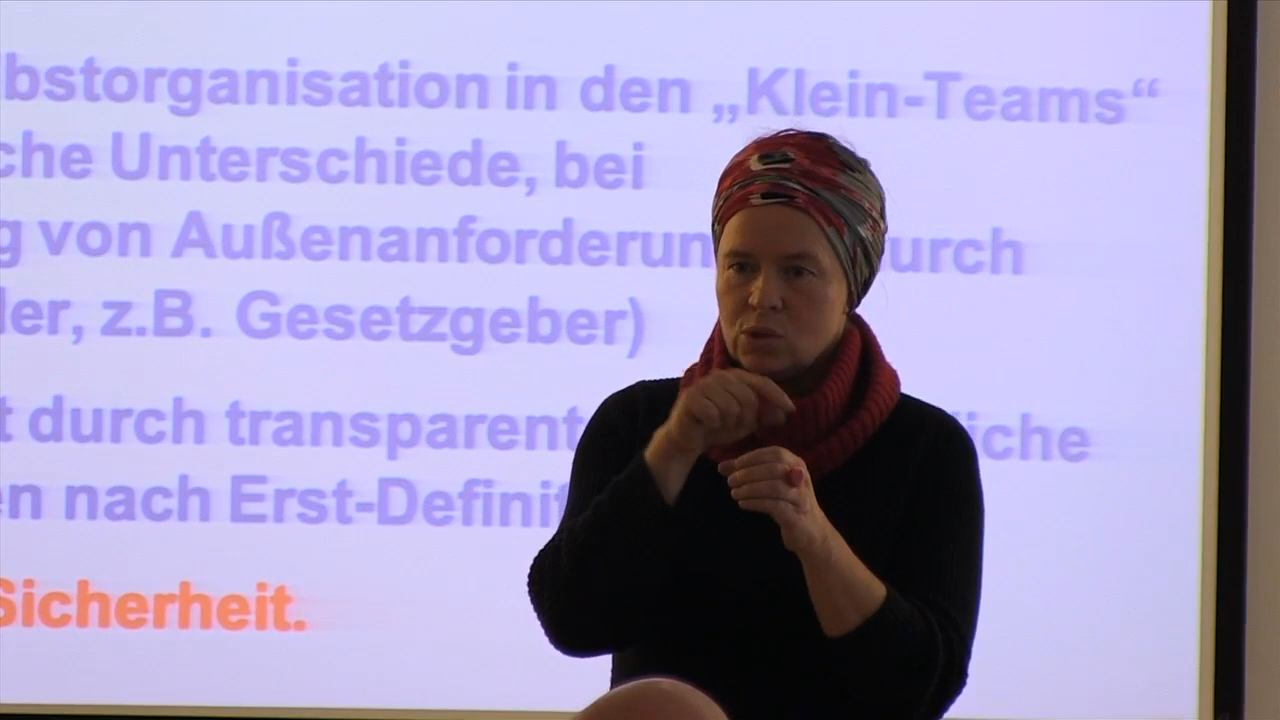 lbstorganisation in den „Klein-Teams“
che Unterschiede, bei
g von Außenanforderun urch
ler, z.B. Gesetzgeber)
t durch transparent iche
en nach Erst-Definit
Sicherheit.